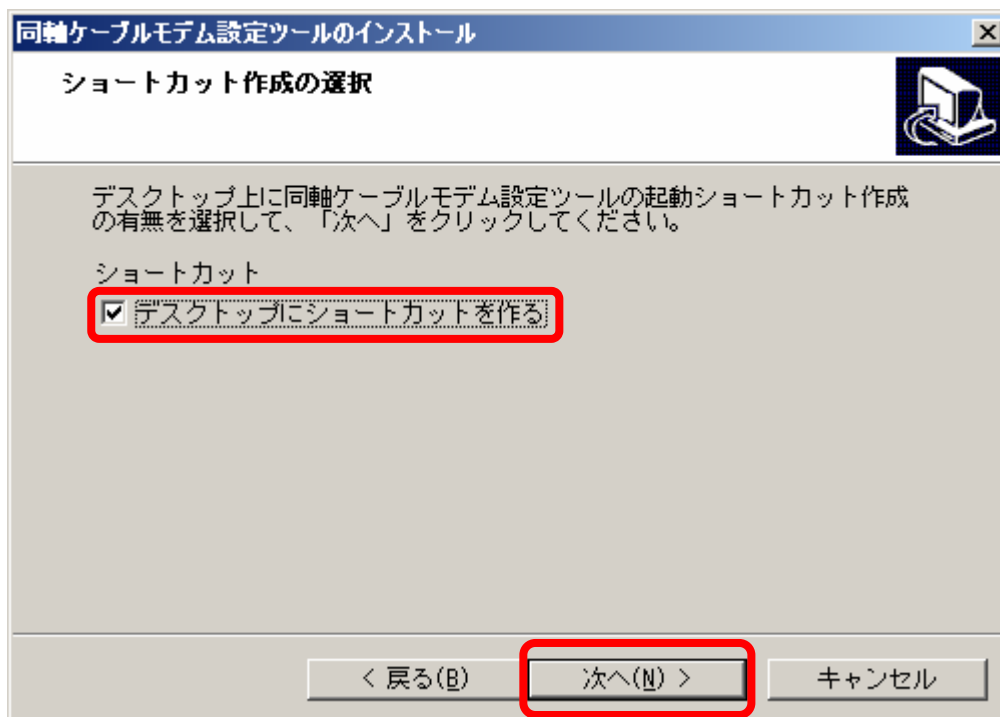 同軸ケーブルモデム設定ツールのインストール
ショートカット作成の選択
デスクトップ上に同軸ケーブルモデム設定ツールの起動ショートカット作成
の有無を選択して、「次へ」をクリックしてください。
ショートカット
デスクトップにショートカットを作る
< 戻る(B)
次へ(N) >
キャンセル